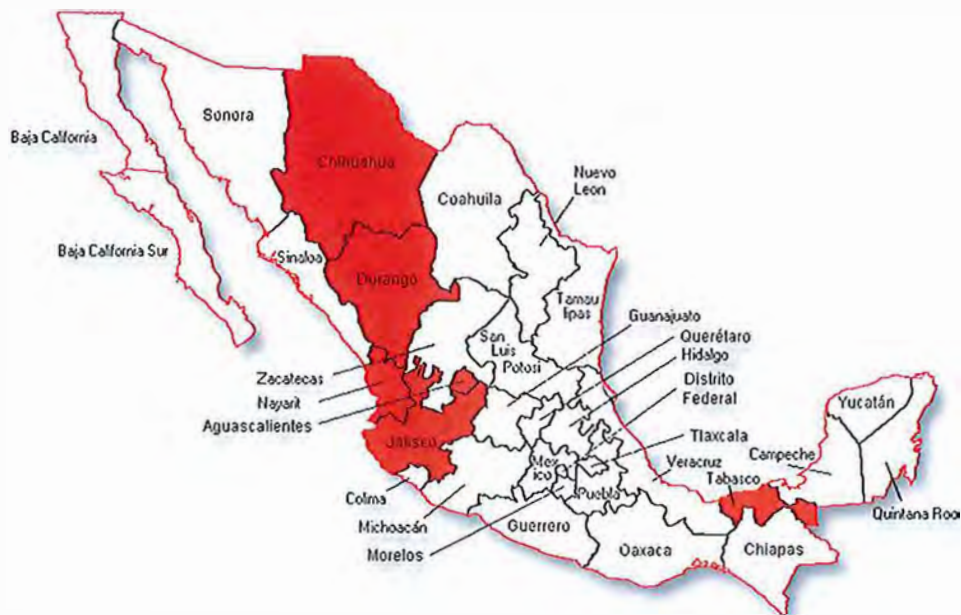 Sonora
Baja California
Chihuahua
Nuevo
Leon
Coahuila
Baja California Sur
Sinaloa
Durango
Tamau
lipas
Guanajuato
San
Luis
Potosi
Querétaro
Hidalgo
Zacatecas
Distrito
Federal
Nayarit
Yucatán
Aguascalientes
Jalisco
Tlaxcala
Campeche
Mex
ico
Veracruz
Tabasco
Colma
Puebla
Quintana Roo
Michoacán
Guerrero
Morelos
Oaxaca
Chiapas